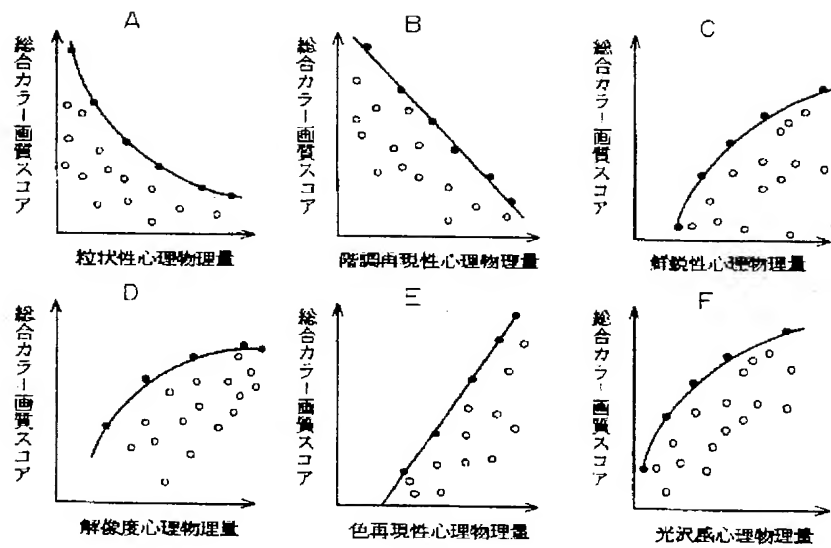 A
総合カラー画質スコア
粒状性心理物理量
B
総合カラー画質スコア
階調再現性心理物理量
C
総合カラー画質スコア
鮮鋭性心理物理量
D
総合カラー画質スコア
解像度心理物理量
E
総合カラー画質スコア
色再現性心理物理量
F
総合カラー画質スコア
光沢感心理物理量